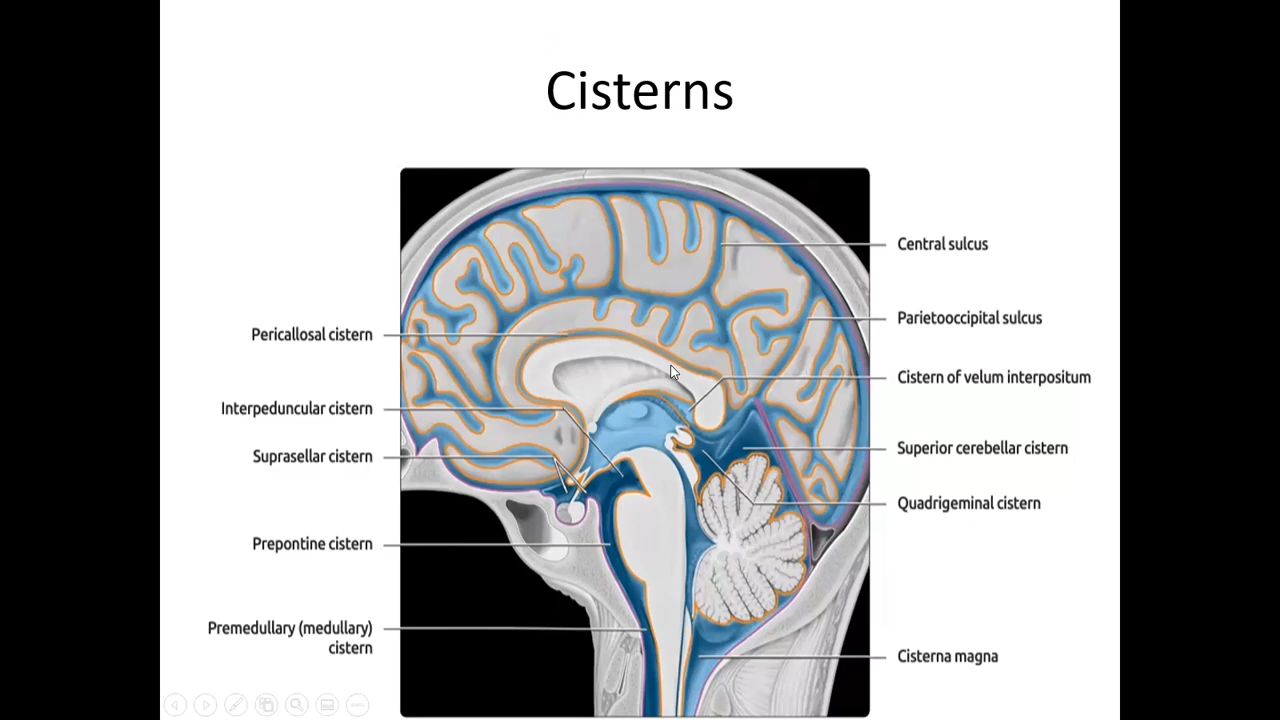 Cisterns
Central sulcus
Parietooccipital sulcus
Pericallosal cistern
Cistern of velum interpositum
Interpeduncular cistern
Superior cerebellar cistern
Suprasellar cistern
Quadrigeminal cistern
Prepontine cistern
Premedullary (medullary)
cistern
Cisterna magna